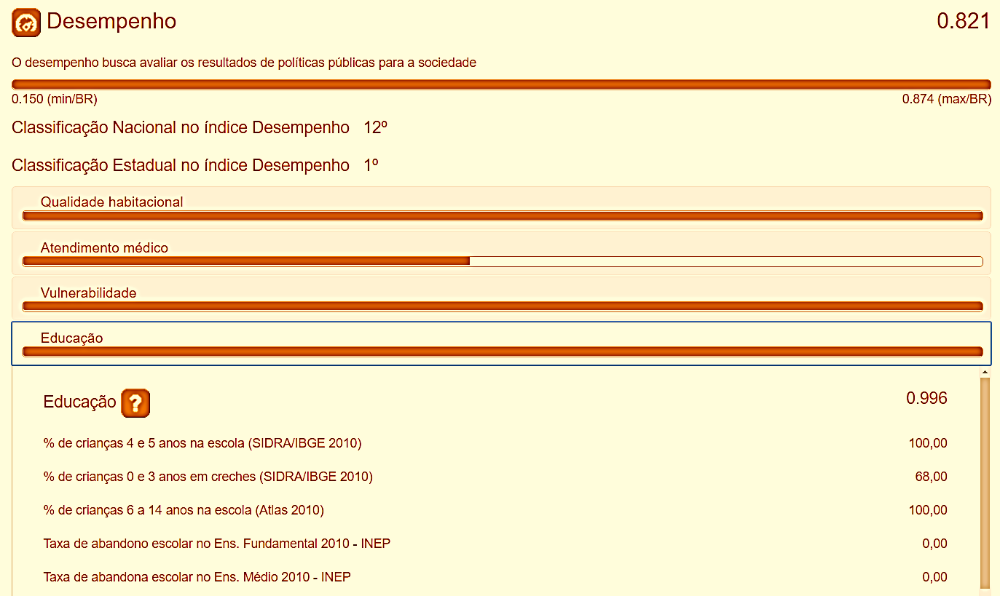 Desempenho 0.821
O desempenho busca avaliar os resultados de políticas públicas para a sociedade
0.150 (min/BR) 0.874 (max/BR)
Classificação Nacional no índice Desempenho 12º
Classificação Estadual no índice Desempenho 1º
Qualidade habitacional
Atendimento médico
Vulnerabilidade
Educação
Educação ? 0.996
% de crianças 4 e 5 anos na escola (SIDRA/IBGE 2010) 100,00
% de crianças 0 e 3 anos em creches (SIDRA/IBGE 2010) 68,00
% de crianças 6 a 14 anos na escola (Atlas 2010) 100,00
Taxa de abandono escolar no Ens. Fundamental 2010 - INEP 0,00
Taxa de abandona escolar no Ens. Médio 2010 - INEP 0,00